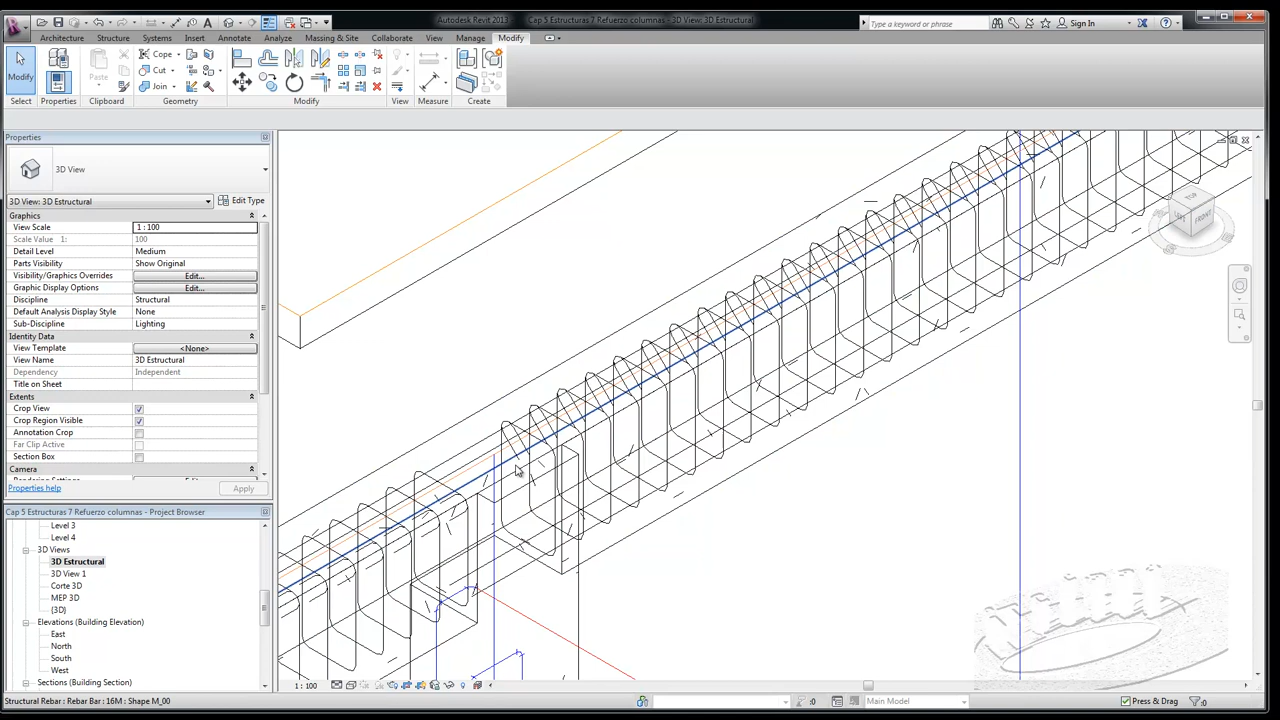 Autodesk Revit 2013 Cap 5 Estructuras 7 Refuerzo columnas - 3D View: 3D Estructural
Type a keyword or phrase
Sign In
Architecture Structure Systems Insert Annotate Analyze Massing & Site Collaborate View Manage Modify
Modify Paste Cope Cut Join
Select Properties Clipboard Geometry Modify View Measure Create
Properties
3D View
3D View: 3D Estructural Edit Type
Graphics
View Scale 1 : 100
Scale Value 1: 100
Detail Level Medium
Parts Visibility Show Original
Visibility/Graphics Overrides Edit...
Graphic Display Options Edit...
Discipline Structural
Default Analysis Display Style None
Sub-Discipline Lighting
Identity Data
View Template <None>
View Name 3D Estructural
Dependency Independent
Title on Sheet
Extents
Crop View
Crop Region Visible
Annotation Crop
Far Clip Active
Section Box
Camera
Properties help Apply
Cap 5 Estructuras 7 Refuerzo columnas - Project Browser
Level 3
Level 4
3D Views
3D Estructural
3D View 1
Corte 3D
MEP 3D
{3D}
Elevations (Building Elevation)
East
North
South
West
Sections (Building Section)
TOP
FRONT
1 : 100
Structural Rebar : Rebar Bar : 16M : Shape M_00
:0
Main Model
Press & Drag
:0